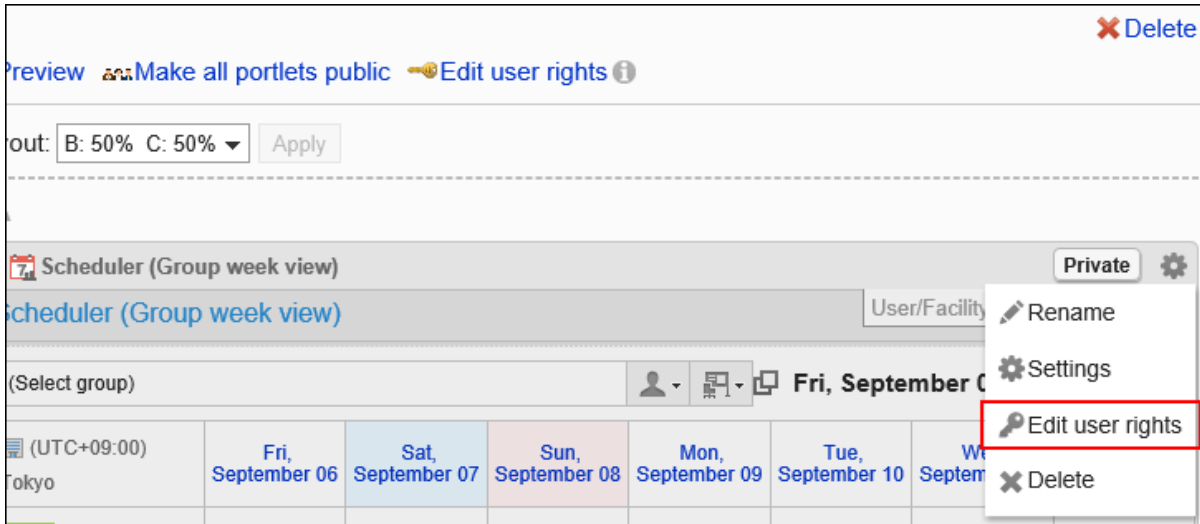 Delete
Preview Make all portlets public Edit user rights
out: B: 50% C: 50% Apply
Scheduler (Group week view) Private
Scheduler (Group week view) User/Facility
Rename
(Select group) Fri, September 0
Settings
Edit user rights
(UTC+09:00)
Tokyo
Fri,
September 06
Sat,
September 07
Sun,
September 08
Mon,
September 09
Tue,
September 10
We
Septem
Delete